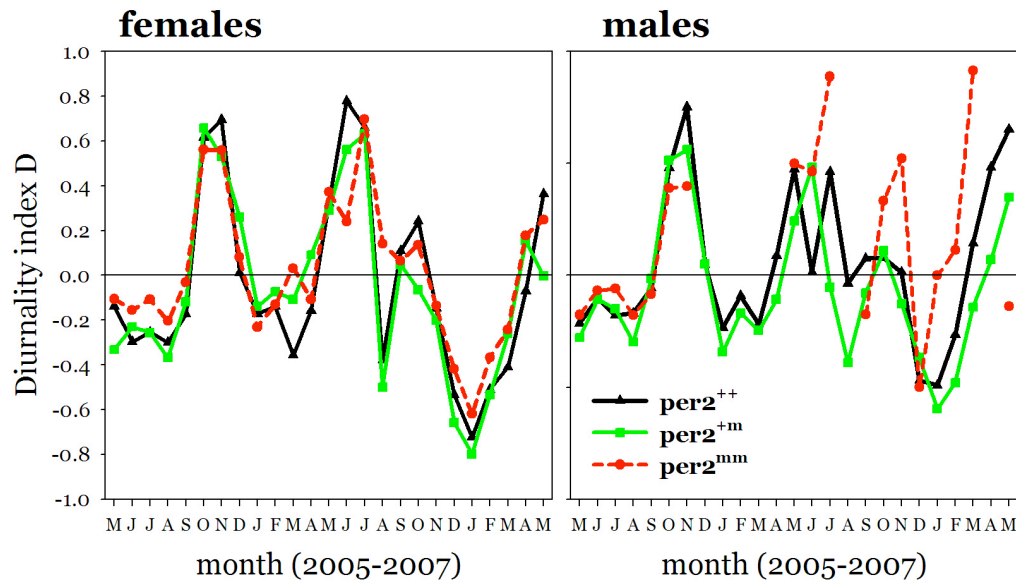 females
males
Diurnality index D
1.0
0.8
0.6
0.4
0.2
0.0
-0.2
-0.4
-0.6
-0.8
-1.0
per2++
per2+m
per2mm
M J J A S O N D J F M A M J J A S O N D J F M A M
M J J A S O N D J F M A M J J A S O N D J F M A M
month (2005-2007)
month (2005-2007)